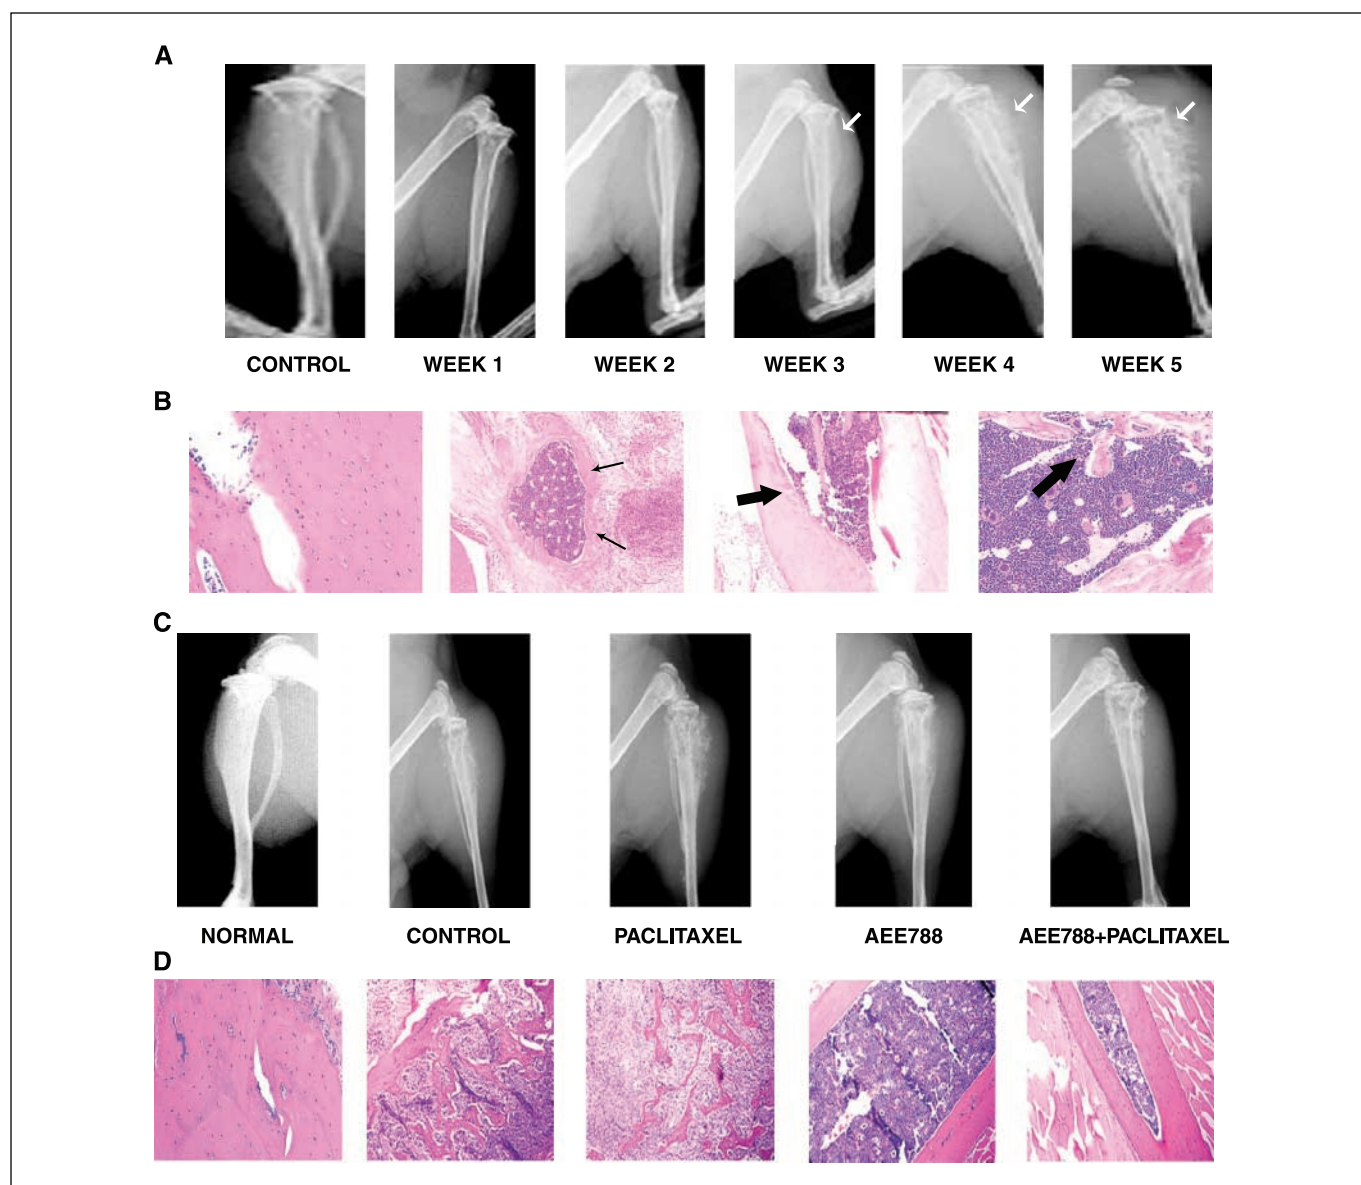 A
CONTROL WEEK 1 WEEK 2 WEEK 3 WEEK 4 WEEK 5
B
C
NORMAL CONTROL PACLITAXEL AEE788 AEE788+PACLITAXEL
D